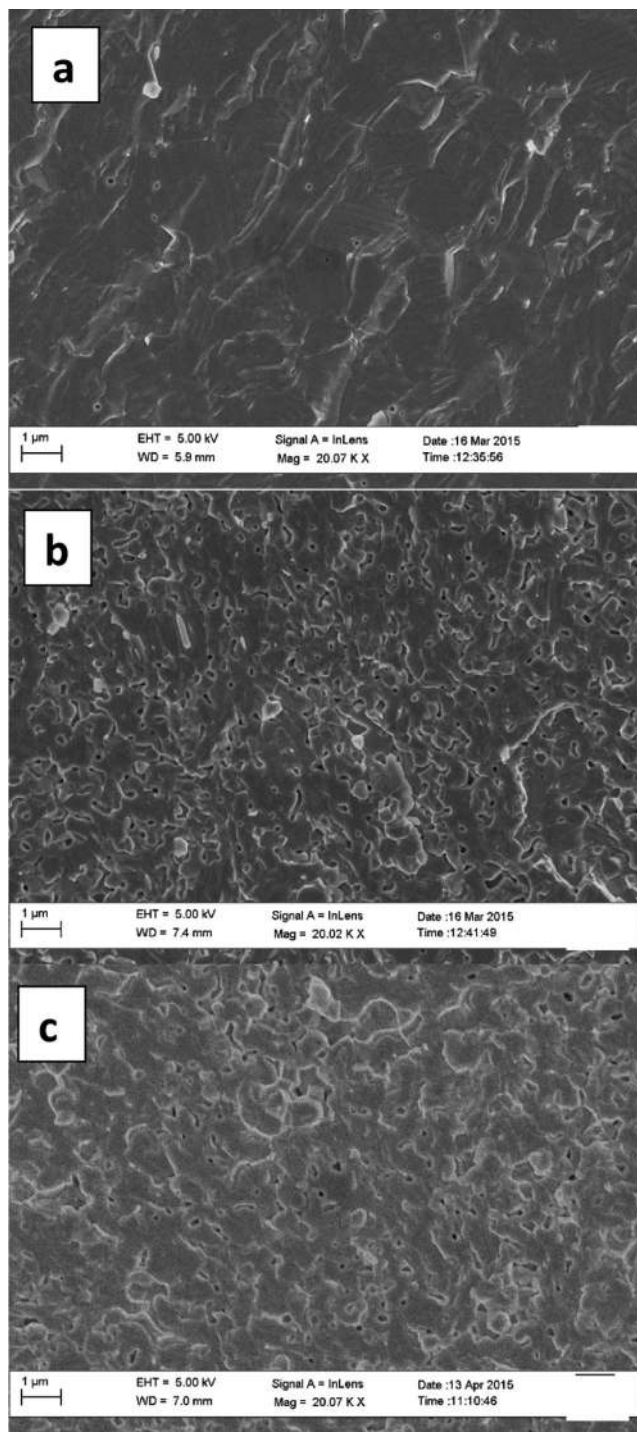 a
1 µm
EHT = 5.00 kV
Signal A = InLens
Date :16 Mar 2015
WD = 5.9 mm
Mag = 20.07 K X
Time :12:35:56
b
1 µm
EHT = 5.00 kV
Signal A = InLens
Date :16 Mar 2015
WD = 7.4 mm
Mag = 20.02 K X
Time :12:41:49
c
1 µm
EHT = 5.00 kV
Signal A = InLens
Date :13 Apr 2015
WD = 7.0 mm
Mag = 20.07 K X
Time :11:10:46